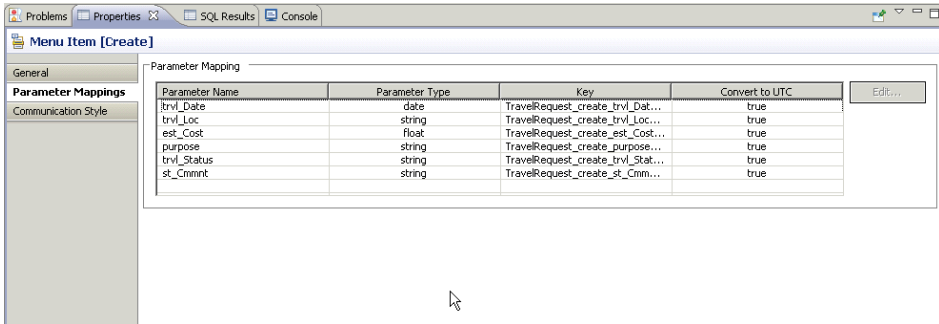 Problems Properties SQL Results Console
Menu Item [Create]
General
Parameter Mappings
Communication Style
Parameter Mapping
Parameter Name Parameter Type Key Convert to UTC Edit...
trvl_Date date TravelRequest_create_trvl_Dat... true
trvl_Loc string TravelRequest_create_trvl_Loc... true
est_Cost float TravelRequest_create_est_Cost... true
purpose string TravelRequest_create_purpose... true
trvl_Status string TravelRequest_create_trvl_Stat... true
st_Cmmnt string TravelRequest_create_st_Cmm... true